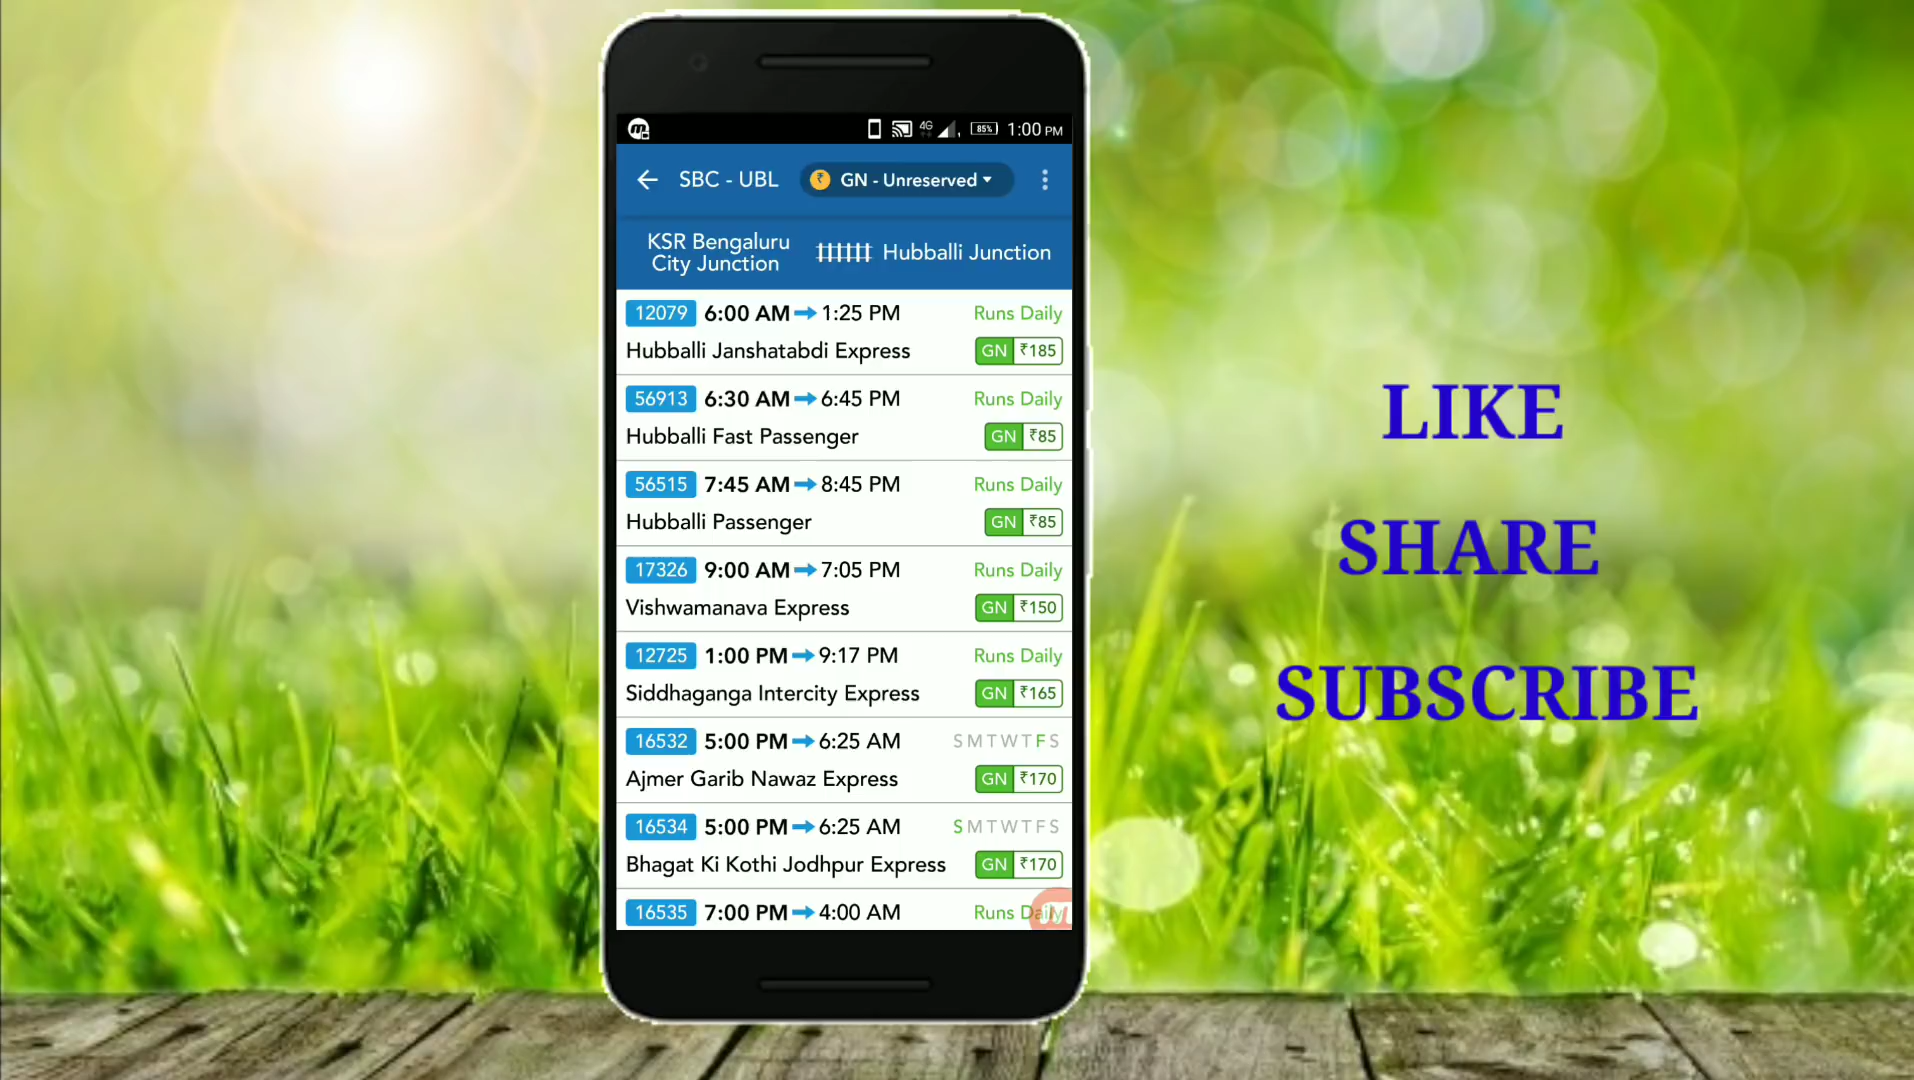 4G 85% 1:00 PM
SBC - UBL ₹ GN - Unreserved
KSR Bengaluru City Junction
Hubballi Junction
12079 6:00 AM 1:25 PM Runs Daily
Hubballi Janshatabdi Express GN ₹185
56913 6:30 AM 6:45 PM Runs Daily
Hubballi Fast Passenger GN ₹85
56515 7:45 AM 8:45 PM Runs Daily
Hubballi Passenger GN ₹85
17326 9:00 AM 7:05 PM Runs Daily
Vishwamanava Express GN ₹150
12725 1:00 PM 9:17 PM Runs Daily
Siddhaganga Intercity Express GN ₹165
16532 5:00 PM 6:25 AM S M T W T F S
Ajmer Garib Nawaz Express GN ₹170
16534 5:00 PM 6:25 AM S M T W T F S
Bhagat Ki Kothi Jodhpur Express GN ₹170
16535 7:00 PM 4:00 AM Runs Daily
LIKE
SHARE
SUBSCRIBE